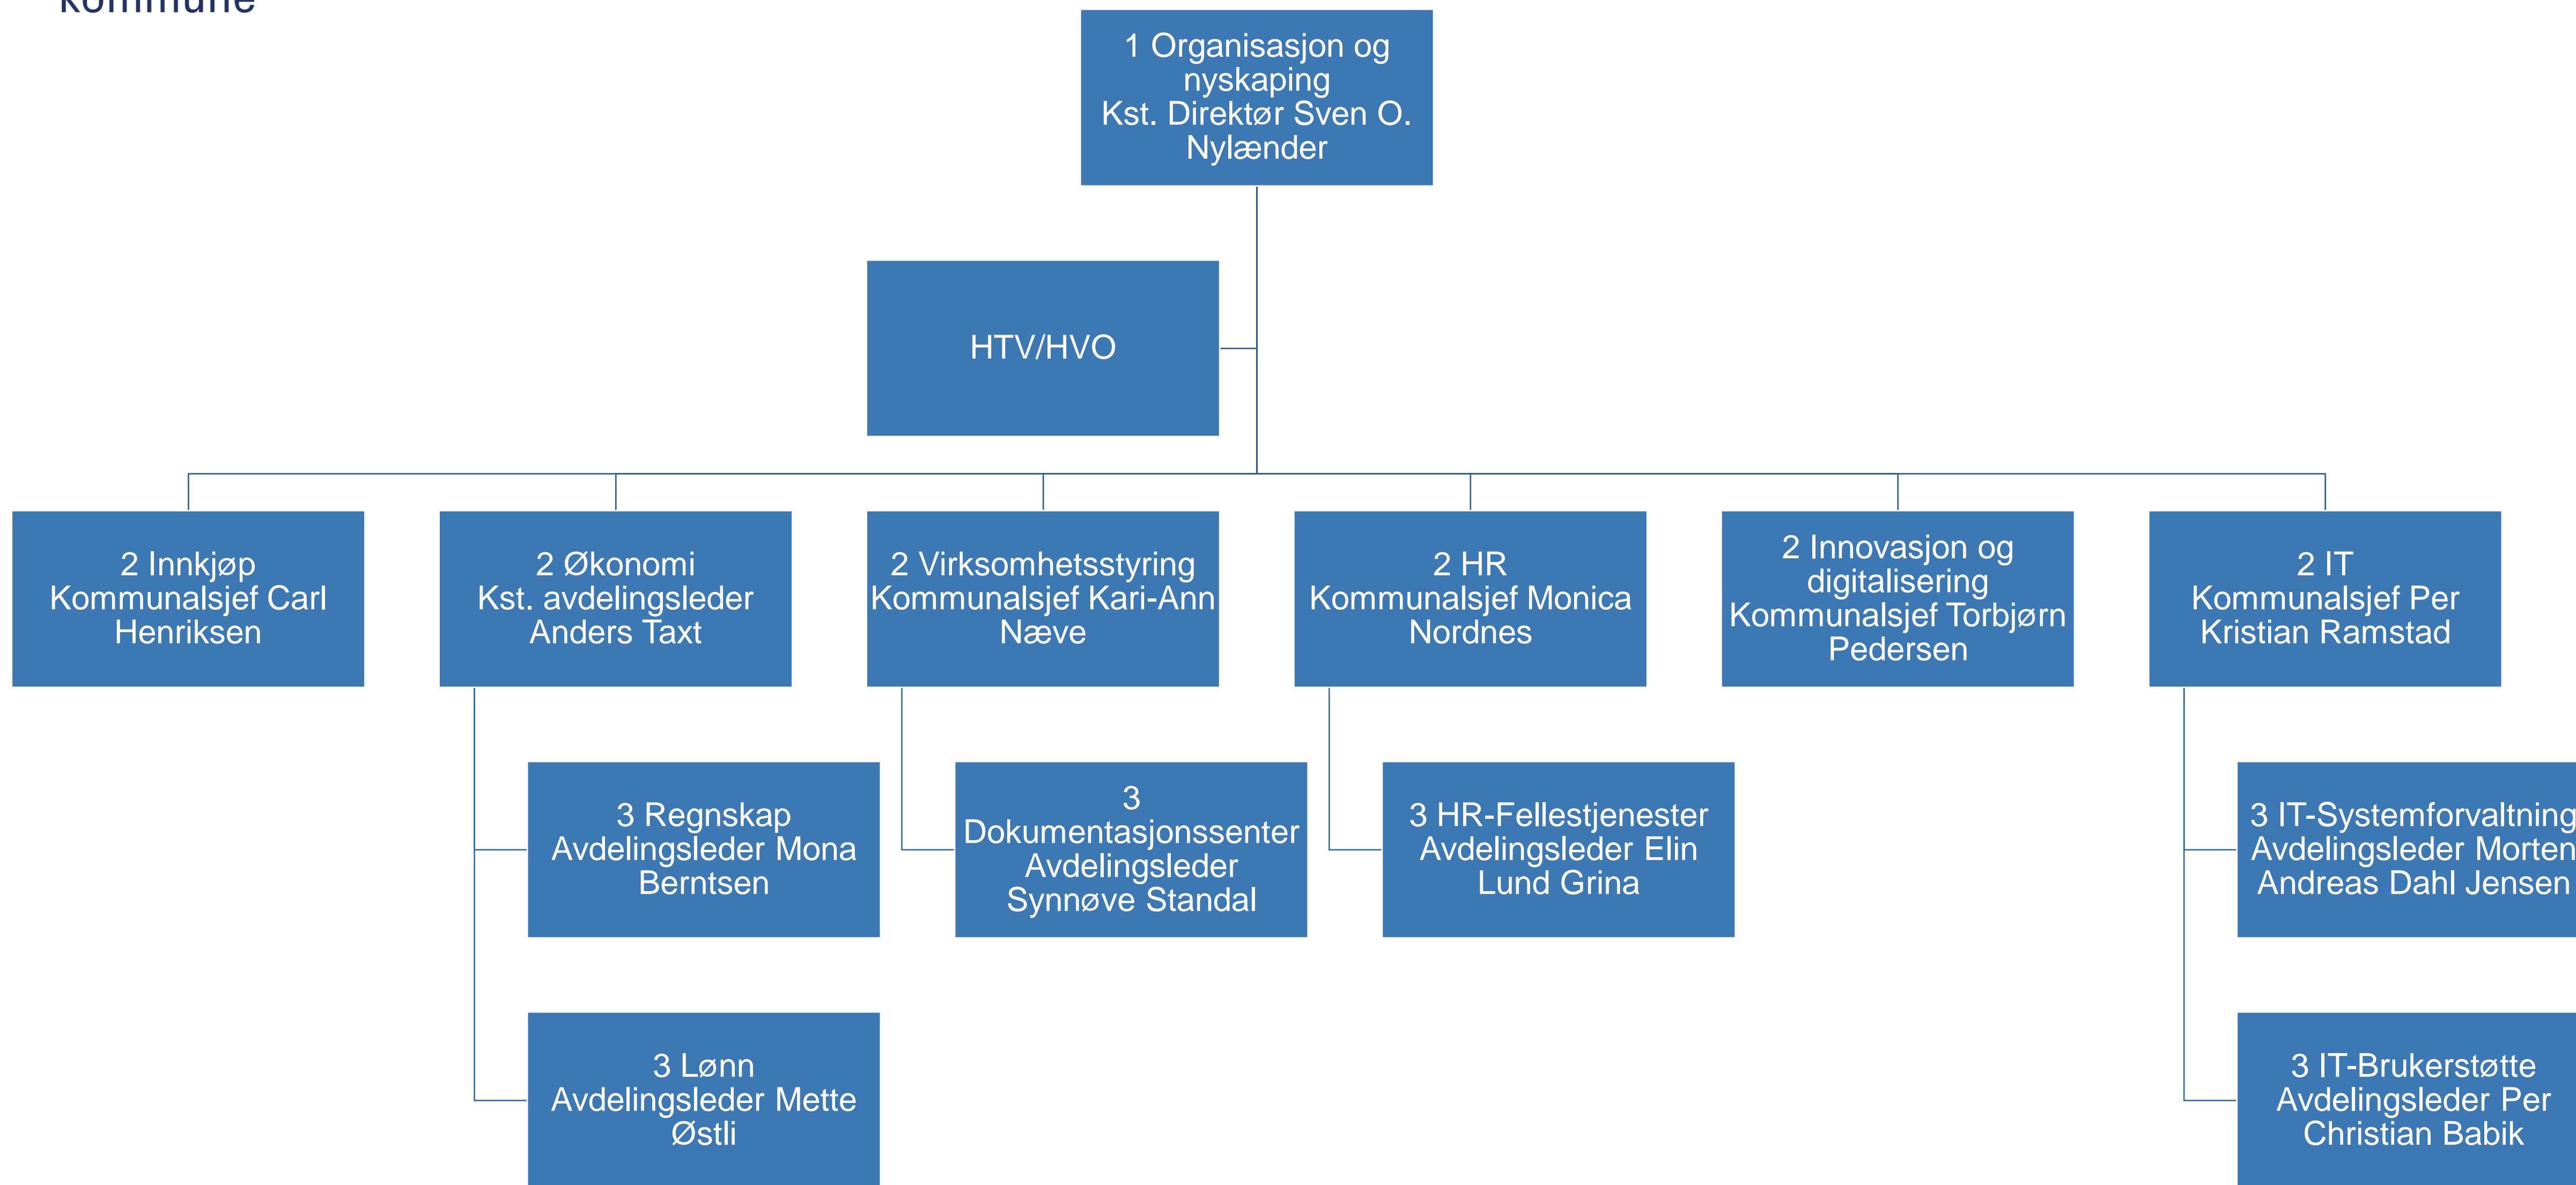 kommune
1 Organisasjon og
nyskaping
Kst. Direktør Sven O.
Nylænder
HTV/HVO
2 Innkjøp
Kommunalsjef Carl
Henriksen
2 Økonomi
Kst. avdelingsleder
Anders Taxt
2 Virksomhetsstyring
Kommunalsjef Kari-Ann
Næve
2 HR
Kommunalsjef Monica
Nordnes
2 Innovasjon og
digitalisering
Kommunalsjef Torbjørn
Pedersen
2 IT
Kommunalsjef Per
Kristian Ramstad
3 Regnskap
Avdelingsleder Mona
Berntsen
3
Dokumentasjonssenter
Avdelingsleder
Synnøve Standal
3 HR-Fellestjenester
Avdelingsleder Elin
Lund Grina
3 IT-Systemforvaltning
Avdelingsleder Morten
Andreas Dahl Jensen
3 Lønn
Avdelingsleder Mette
Østli
3 IT-Brukerstøtte
Avdelingsleder Per
Christian Babik